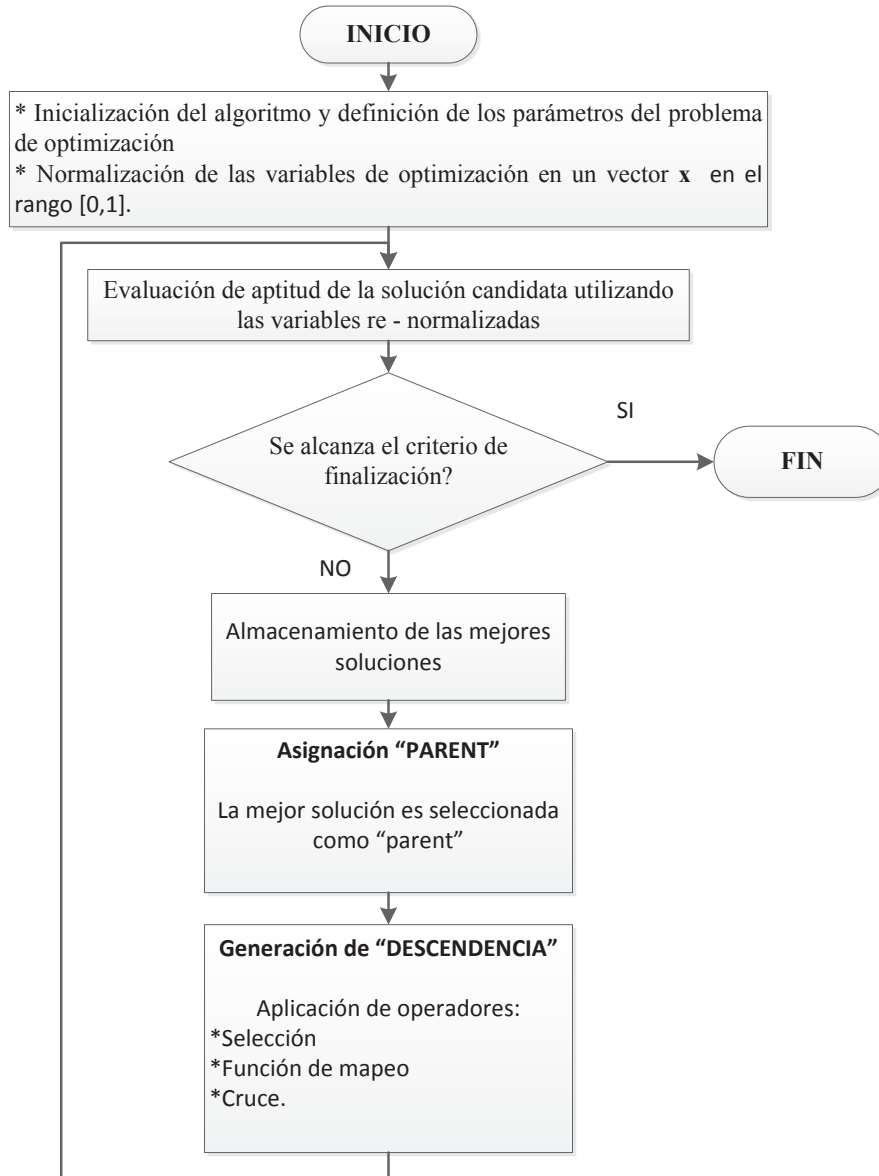 INICIO
* Inicialización del algoritmo y definición de los parámetros del problema
de optimización
* Normalización de las variables de optimización en un vector x en el
rango [0,1].
Evaluación de aptitud de la solución candidata utilizando
las variables re - normalizadas
Se alcanza el criterio de
finalización?
SI
FIN
NO
Almacenamiento de las mejores
soluciones
Asignación “PARENT”
La mejor solución es seleccionada
como “parent”
Generación de “DESCENDENCIA”
Aplicación de operadores:
*Selección
*Función de mapeo
*Cruce.